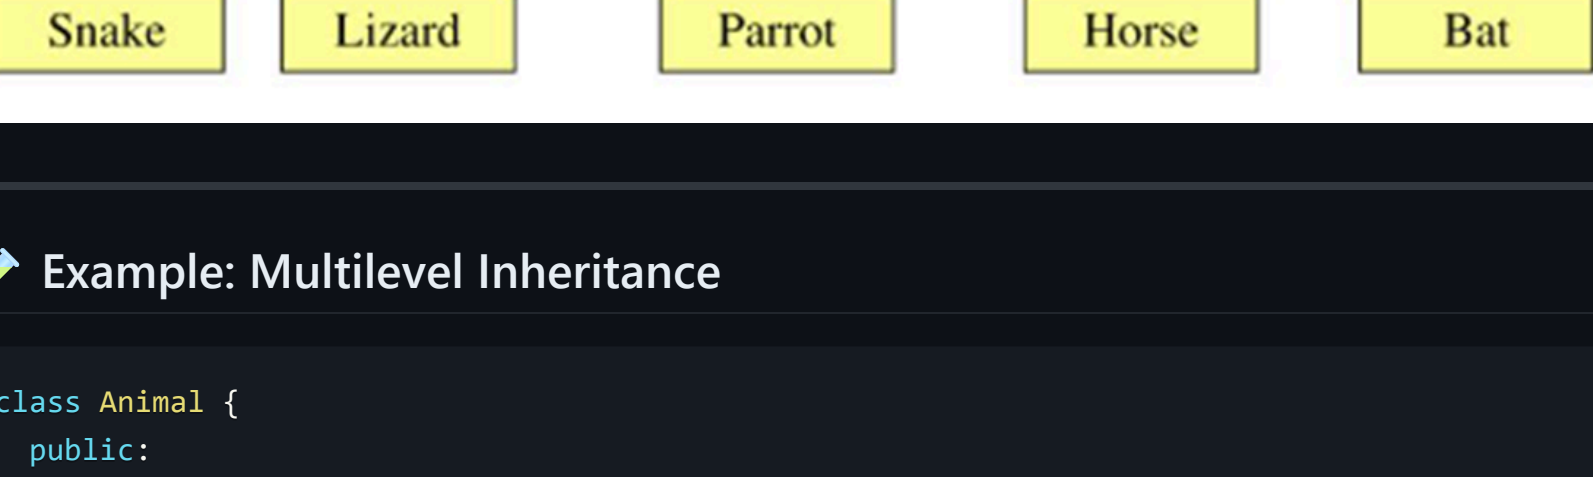 Snake Lizard Parrot Horse Bat
Example: Multilevel Inheritance
class Animal {
public: